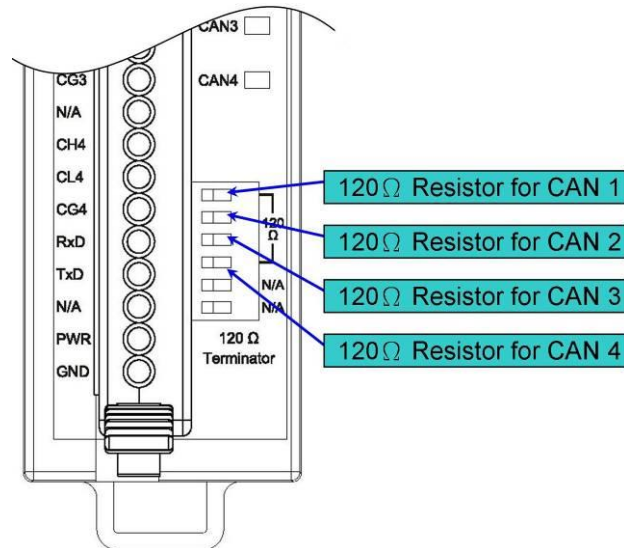 CAN3
CG3
CAN4
N/A
CH4
CL4
CG4
RxD
TxD
N/A
PWR
GND
120
Ω
N/A
N/A
120 Ω
Terminator
120Ω Resistor for CAN 1
120Ω Resistor for CAN 2
120Ω Resistor for CAN 3
120Ω Resistor for CAN 4